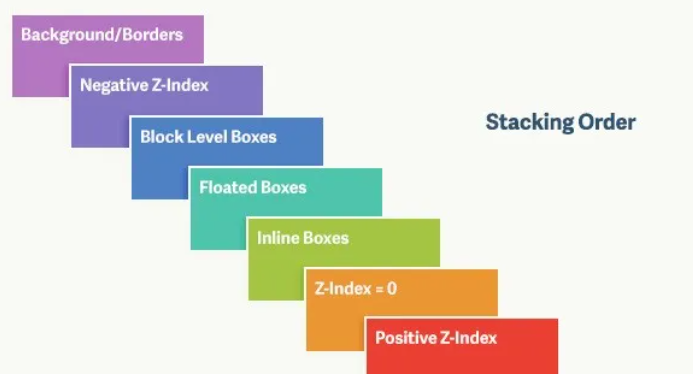 Background/Borders
Negative Z-Index
Stacking Order
Block Level Boxes
Floated Boxes
Inline Boxes
Z-Index = 0
Positive Z-Index